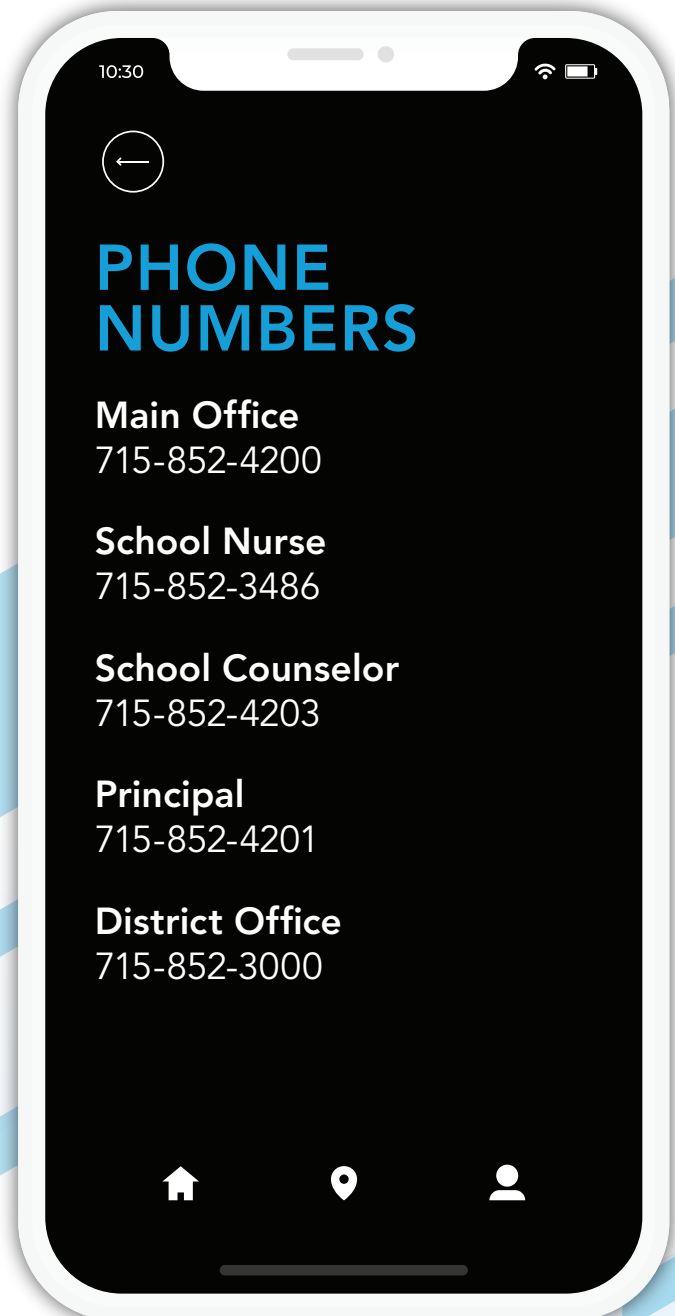 10:30
PHONE
NUMBERS
Main Office
715-852-4200
School Nurse
715-852-3486
School Counselor
715-852-4203
Principal
715-852-4201
District Office
715-852-3000